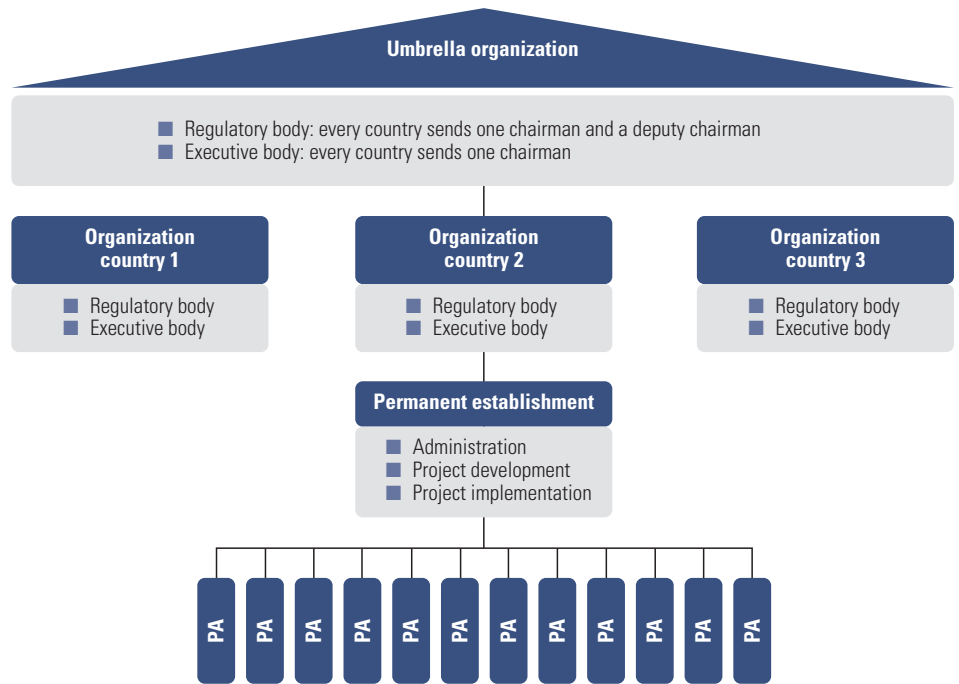 Umbrella organization
Regulatory body: every country sends one chairman and a deputy chairman
Executive body: every country sends one chairman
Organization
country 1
Regulatory body
Executive body
Organization
country 2
Regulatory body
Executive body
Organization
country 3
Regulatory body
Executive body
Permanent establishment
Administration
Project development
Project implementation
PA
PA
PA
PA
PA
PA
PA
PA
PA
PA
PA
PA